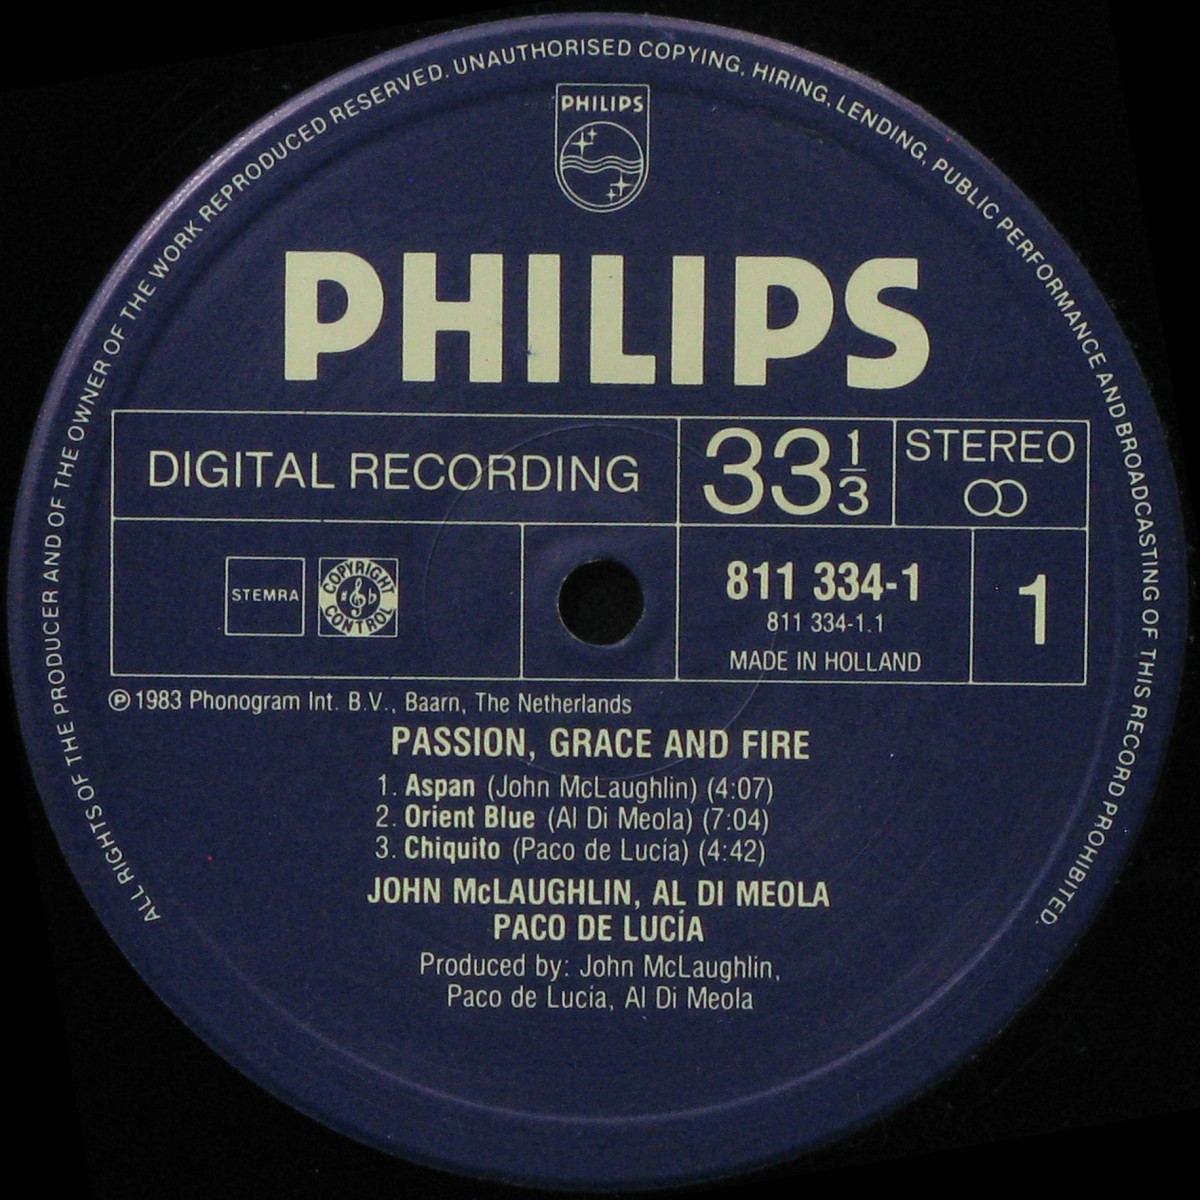 ALL RIGHTS OF THE PRODUCER AND OF THE OWNER OF THE WORK REPRODUCED RESERVED. UNAUTHORISED COPYING, HIRING, LENDING, PUBLIC PERFORMANCE AND BROADCASTING OF THIS RECORD PROHIBITED.
PHILIPS
PHILIPS
DIGITAL RECORDING
33 1/3
STEREO
STEMRA
COPYRIGHT CONTROL
811 334-1
811 334-1.1
MADE IN HOLLAND
1
℗ 1983 Phonogram Int. B.V., Baarn, The Netherlands
PASSION, GRACE AND FIRE
1. Aspan (John McLaughlin) (4:07)
2. Orient Blue (Al Di Meola) (7:04)
3. Chiquito (Paco de Lucía) (4:42)
JOHN McLAUGHLIN, AL DI MEOLA
PACO DE LUCÍA
Produced by: John McLaughlin,
Paco de Lucía, Al Di Meola